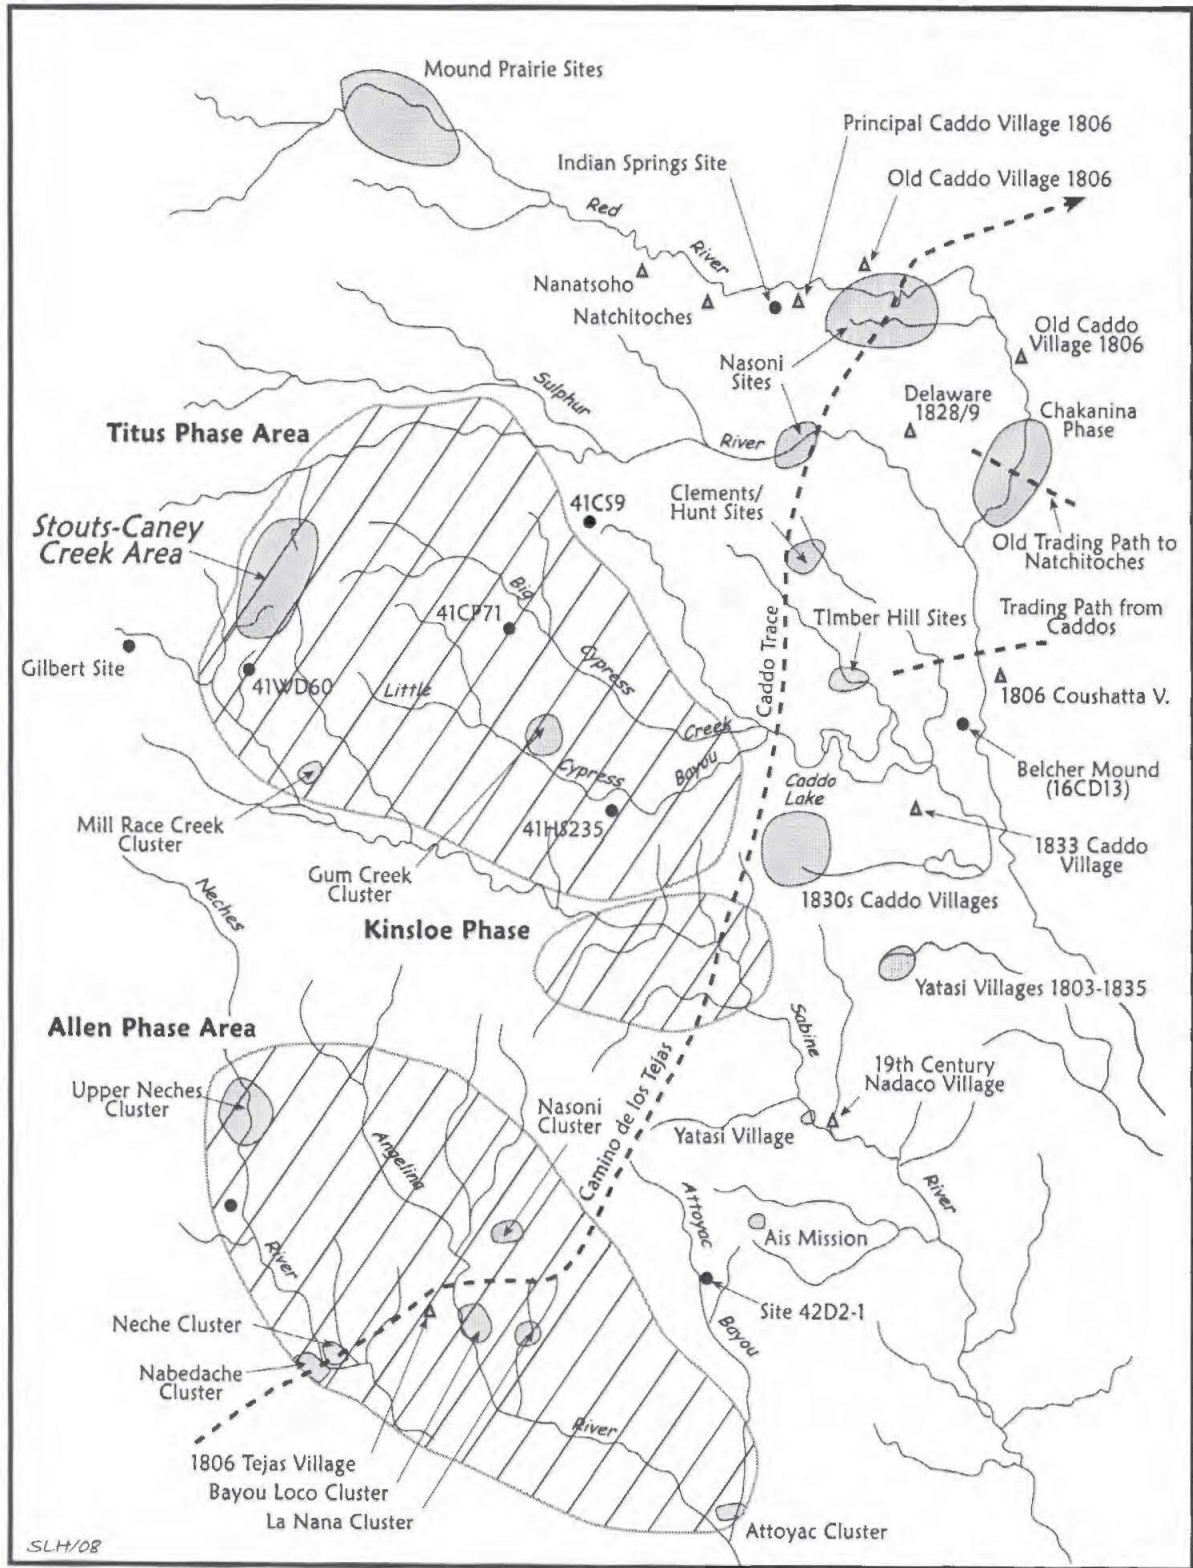 Mound Prairie Sites
Principal Caddo Village 1806
Indian Springs Site
Old Caddo Village 1806
Red
River
Nanatsoho
Natchitoches
Old Caddo
Village 1806
Nasoni
Sites
Sulphur
River
Delaware
1828/9
Chakanina
Phase
Titus Phase Area
Stouts-Caney
Creek Area
41CS9
Clements/
Hunt Sites
Old Trading Path to
Natchitoches
Big
Cypress
Creek
41CP71
Caddo Trace
TImber Hill Sites
Trading Path from
Caddos
Gilbert Site
41WD60
Little
Cypress
Bayou
1806 Coushatta V.
Caddo
Lake
Belcher Mound
(16CD13)
Mill Race Creek
Cluster
41HS235
1833 Caddo
Village
Gum Creek
Cluster
1830s Caddo Villages
Neches
River
Kinsloe Phase
Yatasi Villages 1803-1835
Sabine
River
Allen Phase Area
Upper Neches
Cluster
19th Century
Nadaco Village
Nasoni
Cluster
Camino de los Tejas
Yatasi Village
Angelina
River
Attoyac
Bayou
Ais Mission
Site 42D2-1
Neche Cluster
Nabedache
Cluster
1806 Tejas Village
Bayou Loco Cluster
La Nana Cluster
Attoyac Cluster
SLH/08